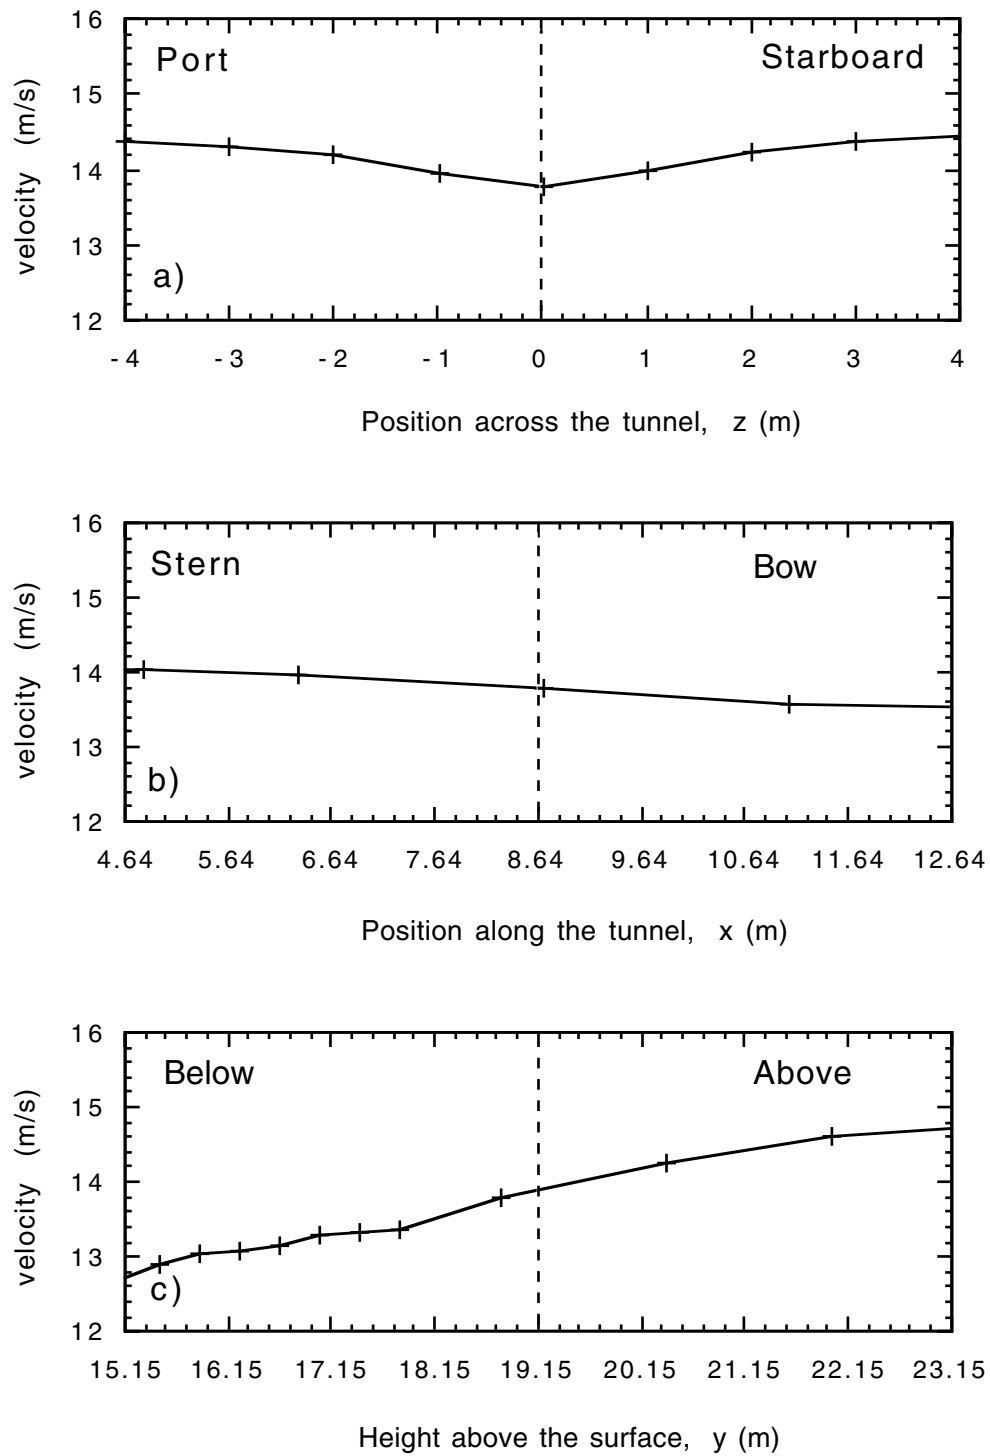 16
Port
Starboard
15
14
13
12
velocity (m/s)
a)
-4 -3 -2 -1 0 1 2 3 4
Position across the tunnel, z (m)
16
Stern
Bow
15
14
13
12
velocity (m/s)
b)
4.64 5.64 6.64 7.64 8.64 9.64 10.64 11.64 12.64
Position along the tunnel, x (m)
16
Below
Above
15
14
13
12
velocity (m/s)
c)
15.15 16.15 17.15 18.15 19.15 20.15 21.15 22.15 23.15
Height above the surface, y (m)